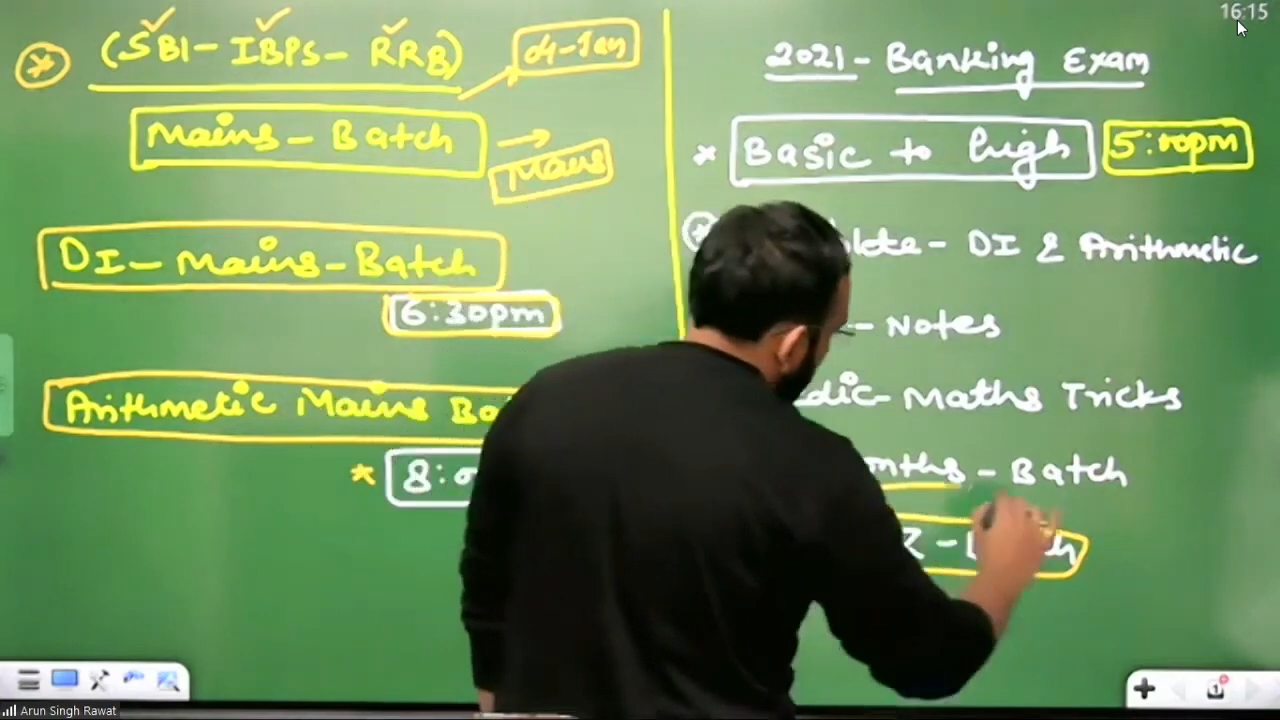 16:15
(SBI - IBPS - RRB)
04-Jan
Mains - Batch
Mains
DI - Mains - Batch
6:30pm
Arithmetic Mains
8:
2021 - Banking Exam
* Basic to high 5:00pm
- DI & Arithmetic
- Notes
Maths Tricks
- Batch
Arun Singh Rawat